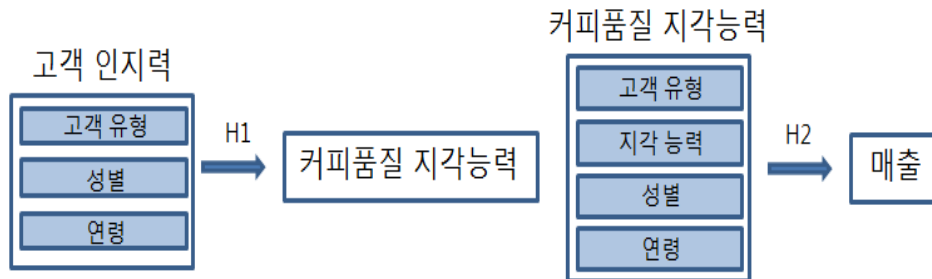 고객 인지력
고객 유형
성별
연령
H1
커피품질 지각능력
커피품질 지각능력
고객 유형
지각 능력
성별
연령
H2
매출